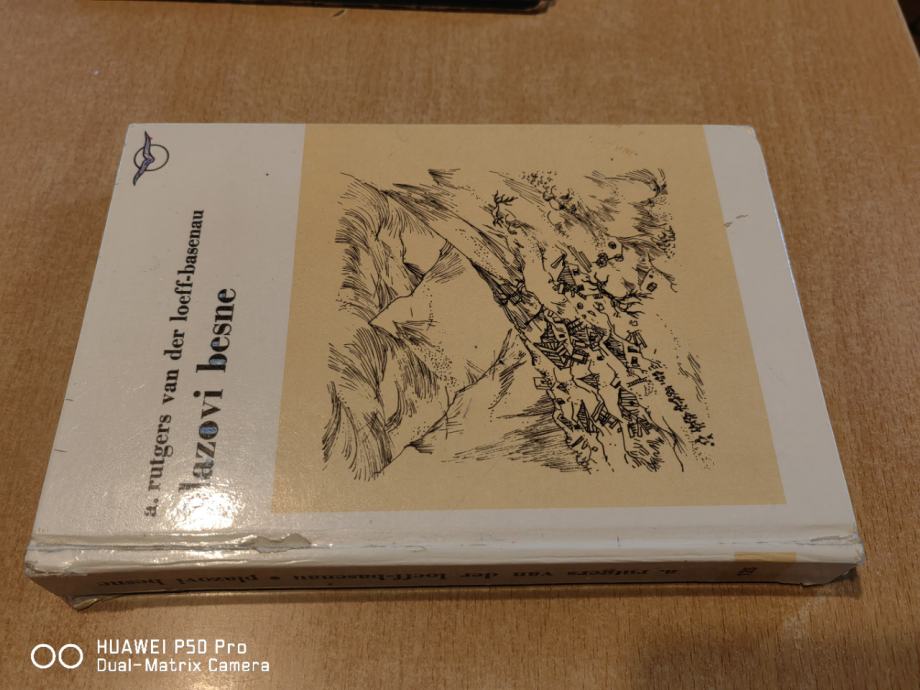 a. rutgers van der loeff-basenau
plazovi besne
a. rutgers van der loeff-basenau • plazovi besne
HUAWEI P50 Pro
Dual-Matrix Camera